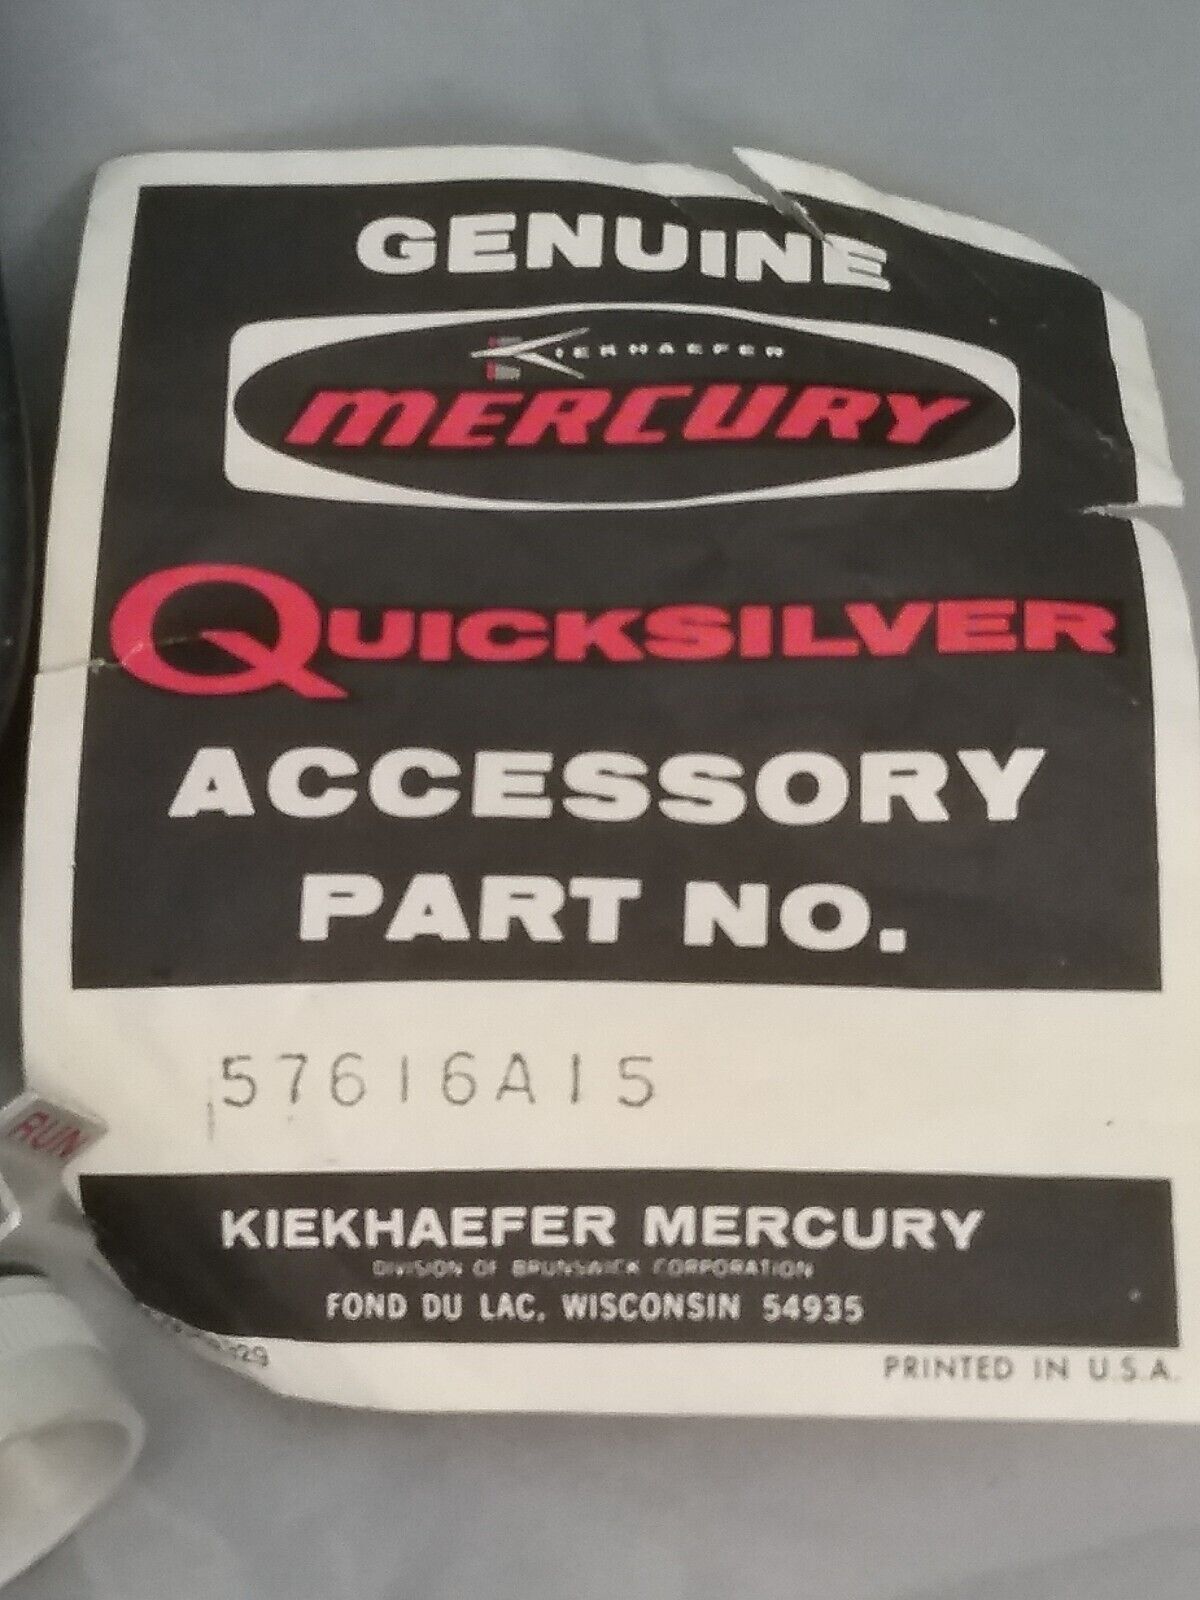 GENUINE
KIEKHAEFER
MERCURY
QUICKSILVER
ACCESSORY
PART NO.
57616A15
RUN
KIEKHAEFER MERCURY
DIVISION OF BRUNSWICK CORPORATION
FOND DU LAC, WISCONSIN 54935
PRINTED IN U.S.A.